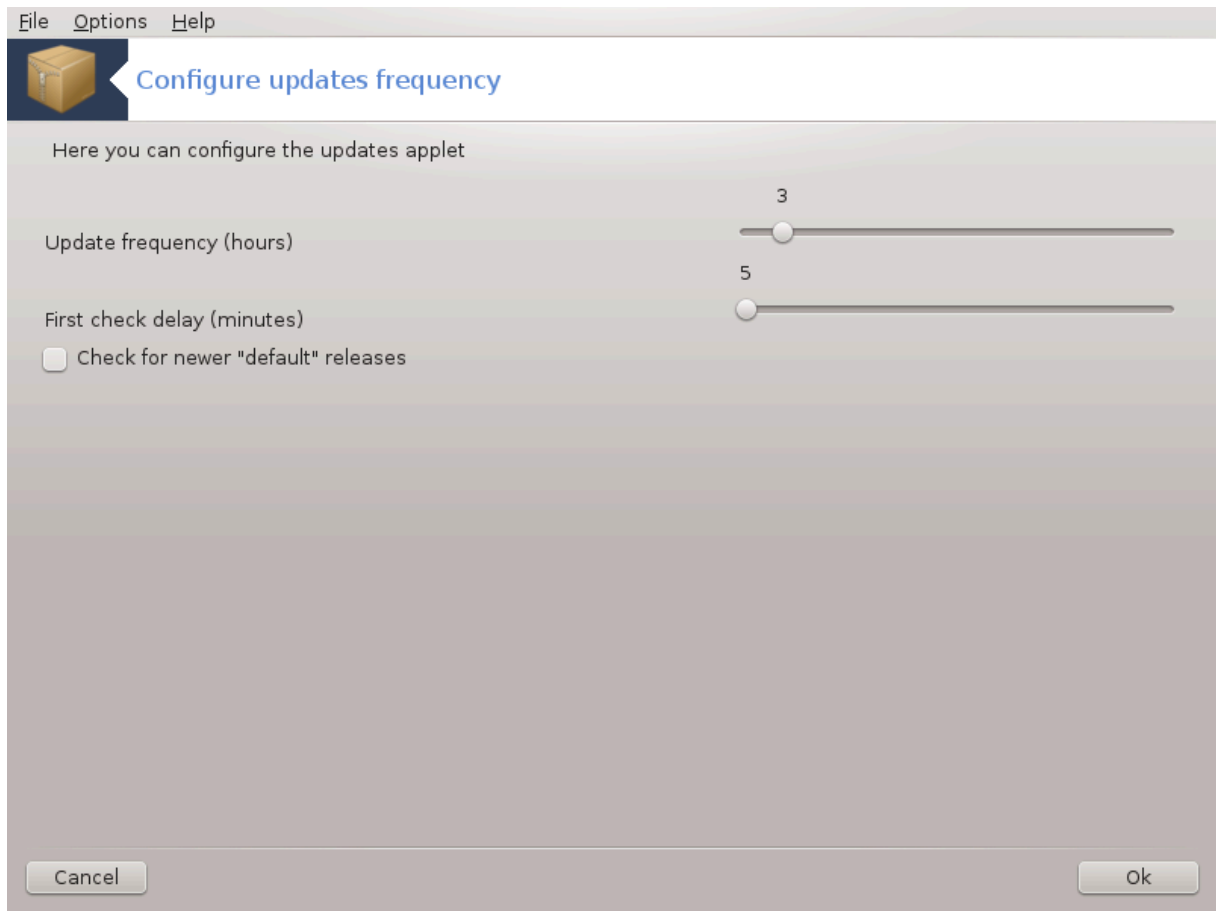 File Options Help
Configure updates frequency
Here you can configure the updates applet
3
Update frequency (hours)
5
First check delay (minutes)
Check for newer "default" releases
Cancel Ok